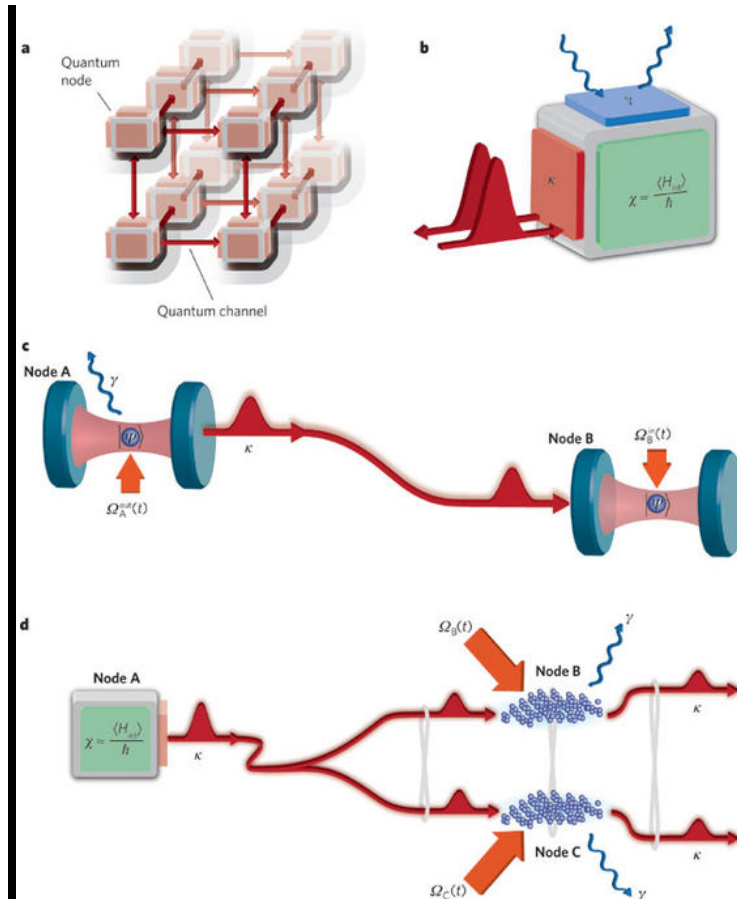 a
b
Quantum
node
γ
κ
χ = ⟨H_int⟩
ħ
Quantum channel
c
Node A
γ
κ
ψ
Ω_A^out(t)
Node B
Ω_B^in(t)
ψ
d
Ω_B(t)
γ
Node A
Node B
χ = ⟨H_int⟩
ħ
κ
κ
Node C
κ
Ω_C(t)
γ